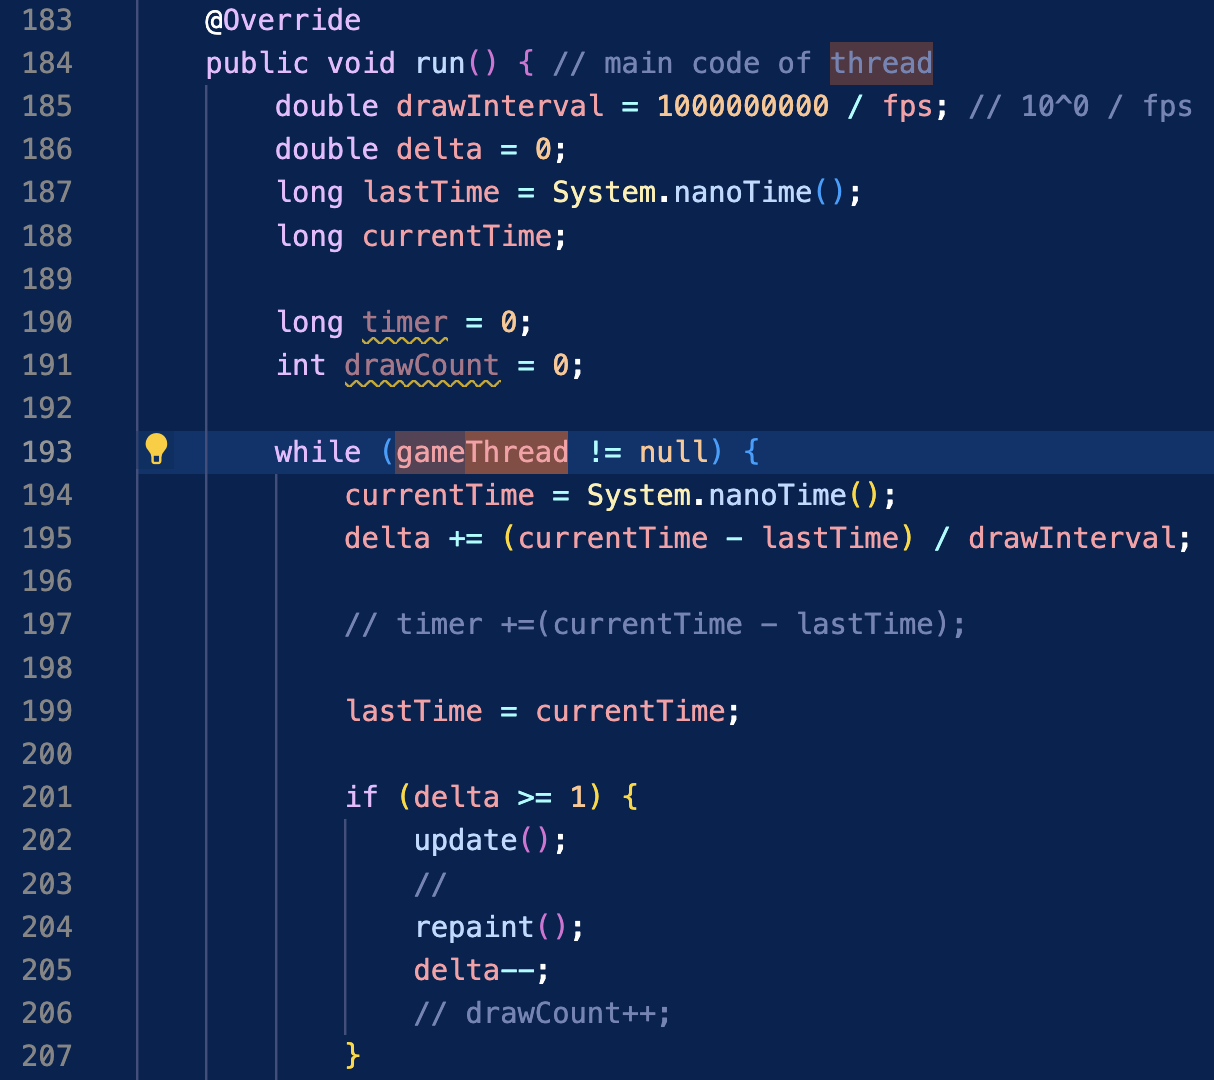 183 @Override
184 public void run() { // main code of thread
185 double drawInterval = 1000000000 / fps; // 10^0 / fps
186 double delta = 0;
187 long lastTime = System.nanoTime();
188 long currentTime;
189
190 long timer = 0;
191 int drawCount = 0;
192
193 while (gameThread != null) {
194 currentTime = System.nanoTime();
195 delta += (currentTime - lastTime) / drawInterval;
196
197 // timer +=(currentTime - lastTime);
198
199 lastTime = currentTime;
200
201 if (delta >= 1) {
202 update();
203 //
204 repaint();
205 delta--;
206 // drawCount++;
207 }